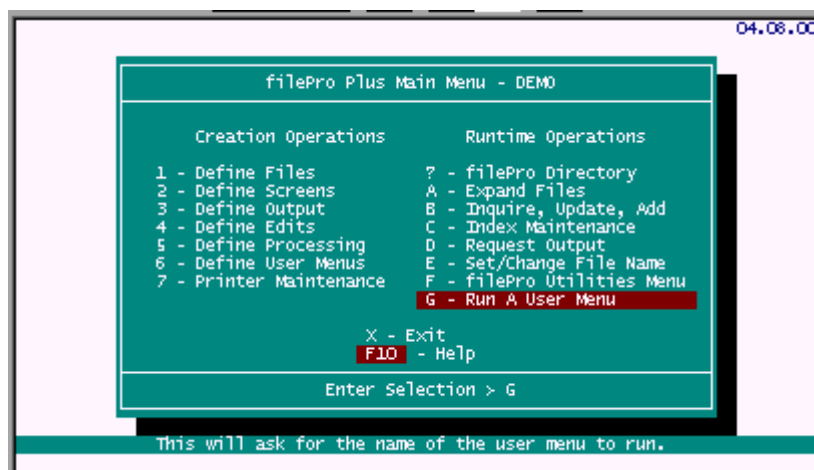 04.08.00
filePro Plus Main Menu - DEMO
Creation Operations Runtime Operations
1 - Define Files ? - filePro Directory
2 - Define Screens A - Expand Files
3 - Define Output B - Inquire, Update, Add
4 - Define Edits C - Index Maintenance
5 - Define Processing D - Request Output
6 - Define User Menus E - Set/Change File Name
7 - Printer Maintenance F - filePro Utilities Menu
G - Run A User Menu
X - Exit
F10 - Help
Enter Selection > G
This will ask for the name of the user menu to run.